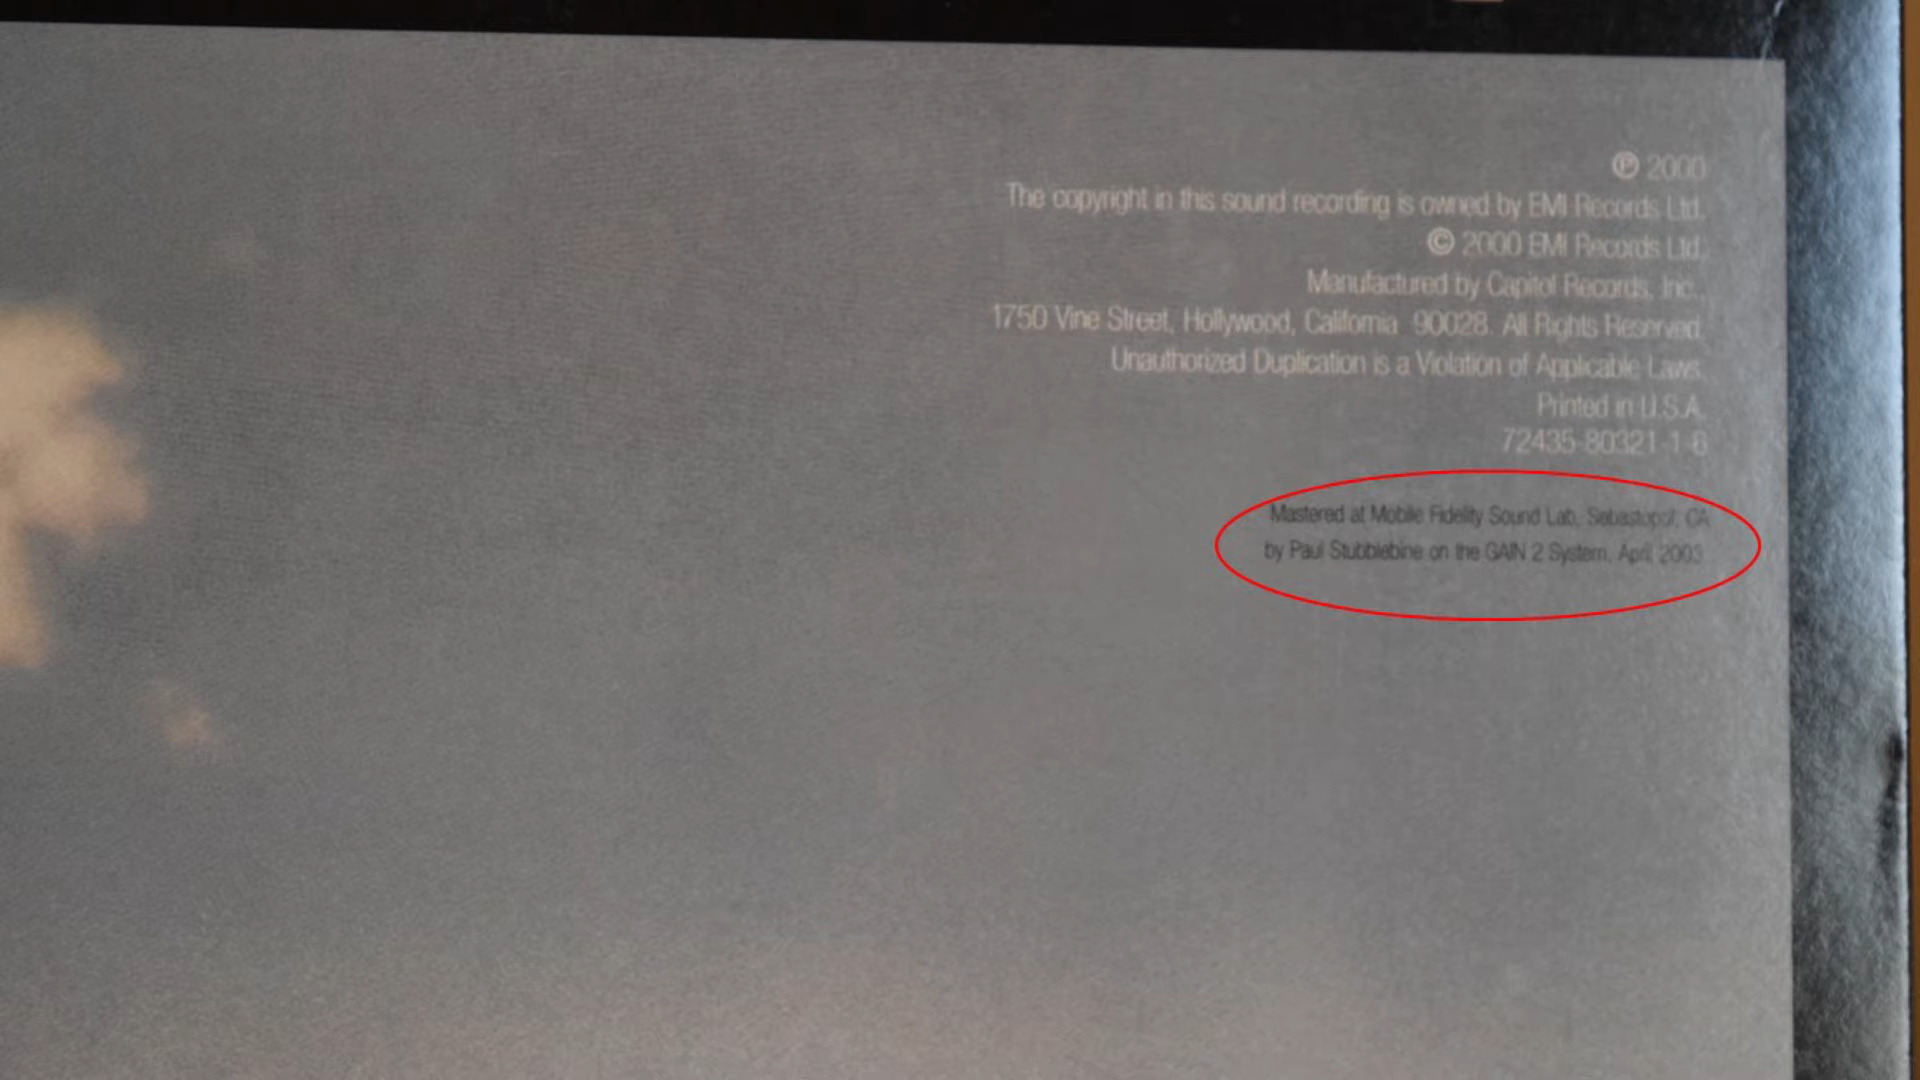 ℗ 2000
The copyright in this sound recording is owned by EMI Records Ltd.
© 2000 EMI Records Ltd.
Manufactured by Capitol Records, Inc.,
1750 Vine Street, Hollywood, California 90028. All Rights Reserved.
Unauthorized Duplication is a Violation of Applicable Laws.
Printed in U.S.A.
72435-80321-1-6
Mastered at Mobile Fidelity Sound Lab, Sebastopol, CA
by Paul Stubblebine on the GAIN 2 System, April 2003